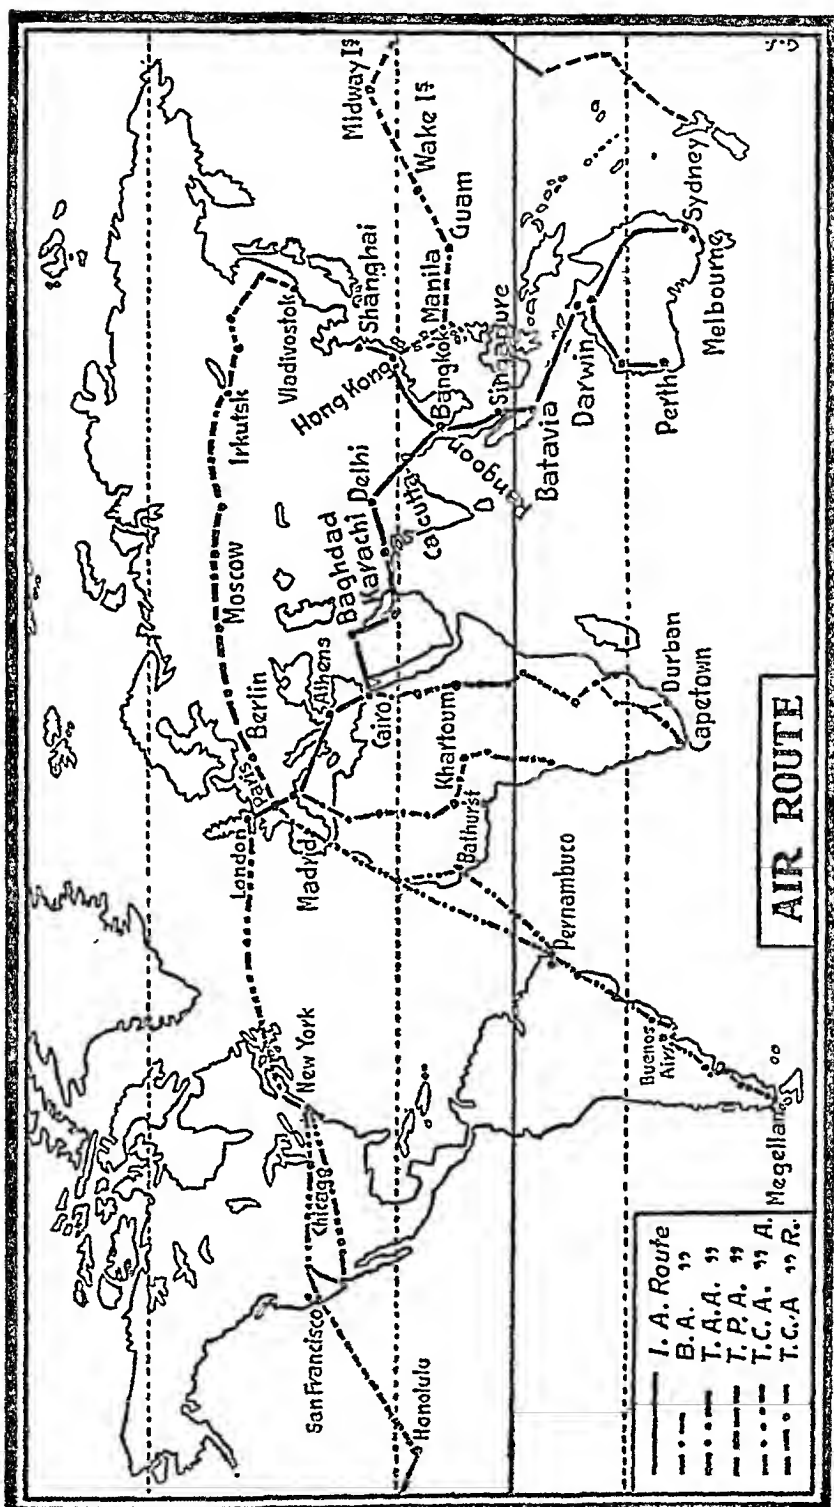 Midway Is
Wake Is
Guam
Manila
Shanghai
Hong Kong
Vladivostok
Irkutsk
Moscow
Berlin
Paris
London
Madrid
Athens
Cairo
Baghdad
Karachi
Delhi
Calcutta
Rangoon
Bangkok
Batavia
Darwin
Perth
Melbourne
Sydney
Khartoum
Bathurst
Durban
Capetown
Pernambuco
Buenos
Megellan
New York
Chicago
San Francisco
Honolulu
AIR ROUTE
I. A. Route
B. A. "
T. A. A. "
T. P. A. "
T. C. A. " A.
T. C. A " R.